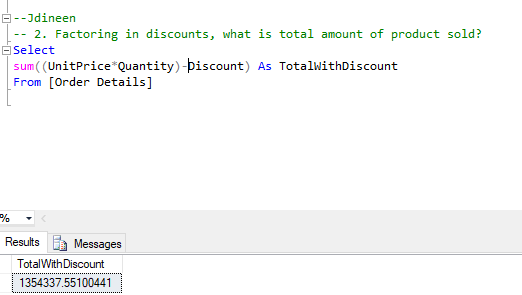 --Jdineen
-- 2. Factoring in discounts, what is total amount of product sold?
Select
sum((UnitPrice*Quantity)-Discount) As TotalWithDiscount
From [Order Details]
%
Results Messages
TotalWithDiscount
1354337.55100441